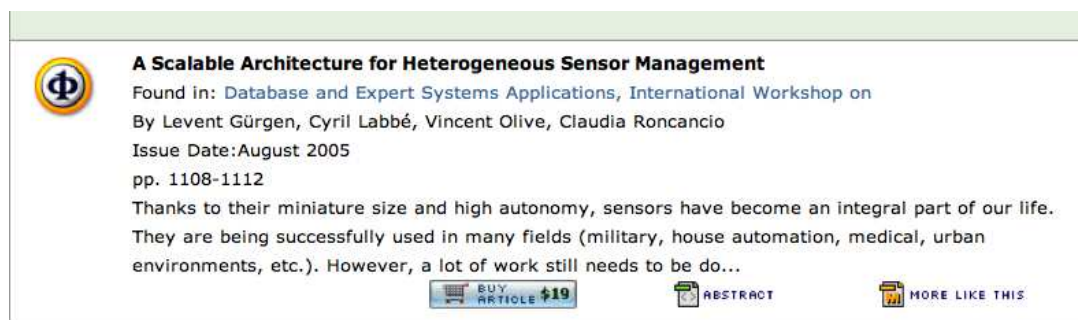 A Scalable Architecture for Heterogeneous Sensor Management
Found in: Database and Expert Systems Applications, International Workshop on
By Levent Gürgen, Cyril Labbé, Vincent Olive, Claudia Roncancio
Issue Date:August 2005
pp. 1108-1112
Thanks to their miniature size and high autonomy, sensors have become an integral part of our life.
They are being successfully used in many fields (military, house automation, medical, urban
environments, etc.). However, a lot of work still needs to be do...
BUY ARTICLE $19 ABSTRACT MORE LIKE THIS